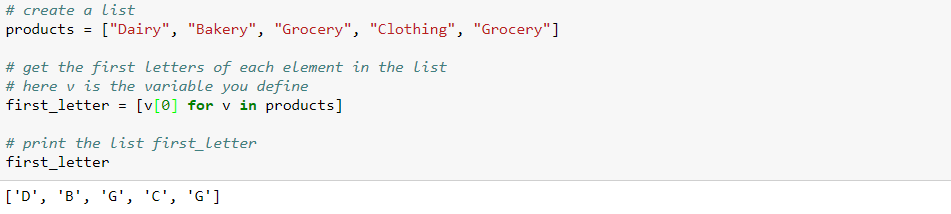 # create a list
products = ["Dairy", "Bakery", "Grocery", "Clothing", "Grocery"]
# get the first letters of each element in the list
# here v is the variable you define
first_letter = [v[0] for v in products]
# print the list first_letter
first_letter
['D', 'B', 'G', 'C', 'G']